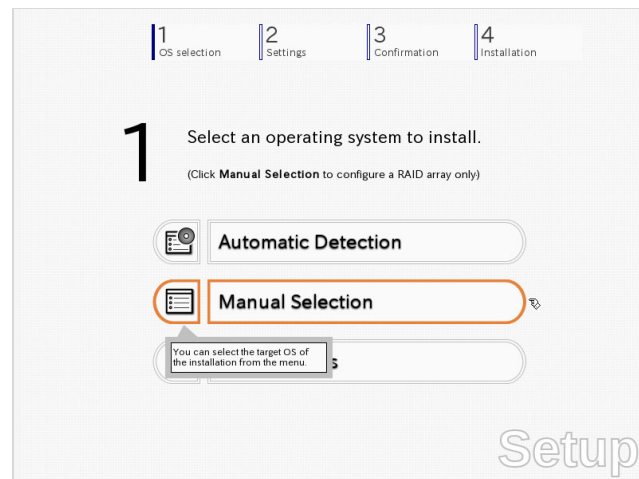 1
OS selection
2
Settings
3
Confirmation
4
Installation
1
Select an operating system to install.
(Click Manual Selection to configure a RAID array only)
Automatic Detection
Manual Selection
You can select the target OS of
the installation from the menu.
Setup